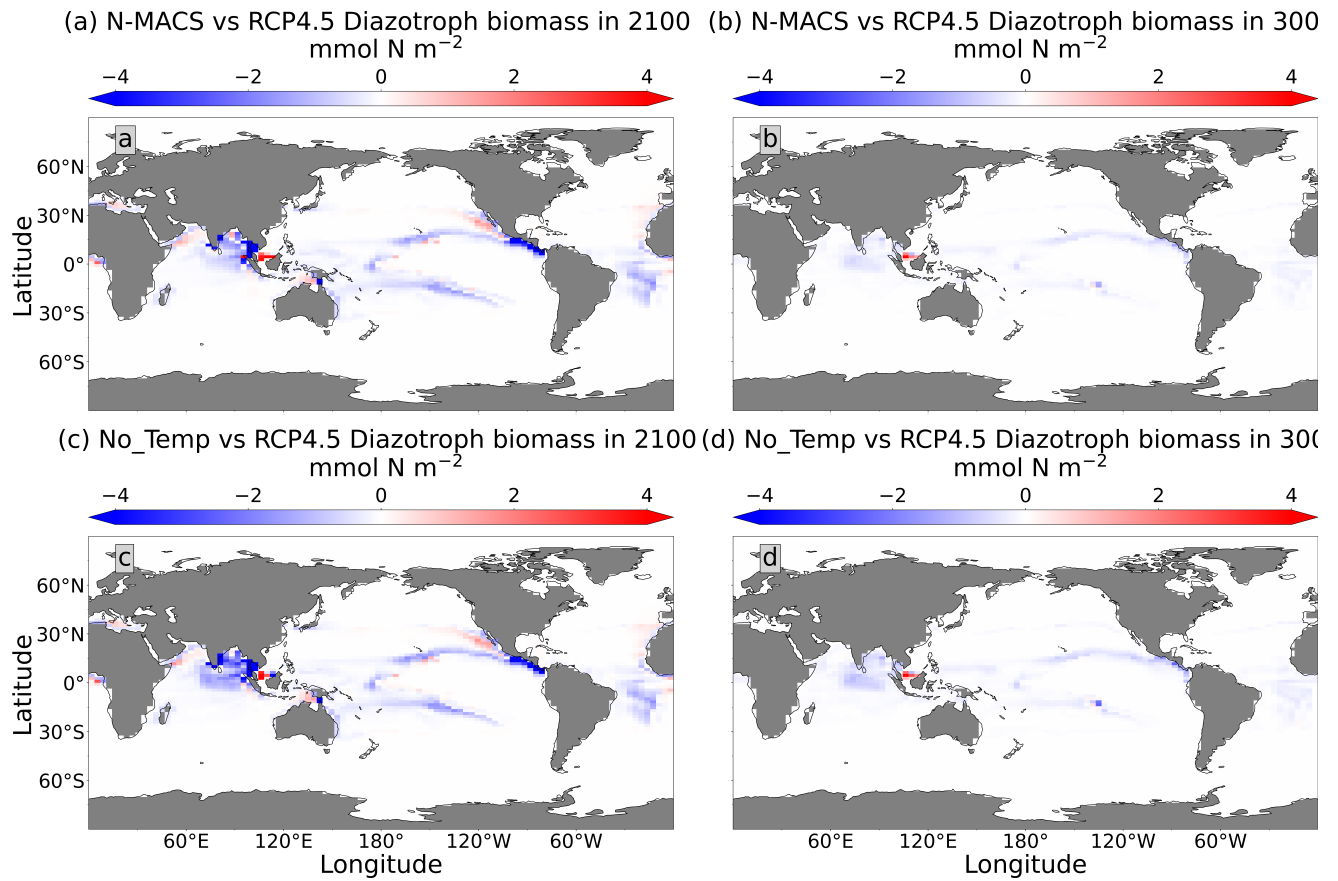 (a) N-MACS vs RCP4.5 Diazotroph biomass in 2100
mmol N m⁻²
−4 −2 0 2 4
a
60°N
30°N
0°
30°S
60°S
Latitude
(b) N-MACS vs RCP4.5 Diazotroph biomass in 300
mmol N m⁻²
−4 −2 0 2 4
b
(c) No_Temp vs RCP4.5 Diazotroph biomass in 2100
mmol N m⁻²
−4 −2 0 2 4
c
60°N
30°N
0°
30°S
60°S
Latitude
60°E 120°E 180° 120°W 60°W
Longitude
(d) No_Temp vs RCP4.5 Diazotroph biomass in 300
mmol N m⁻²
−4 −2 0 2 4
d
60°E 120°E 180° 120°W 60°W
Longitude